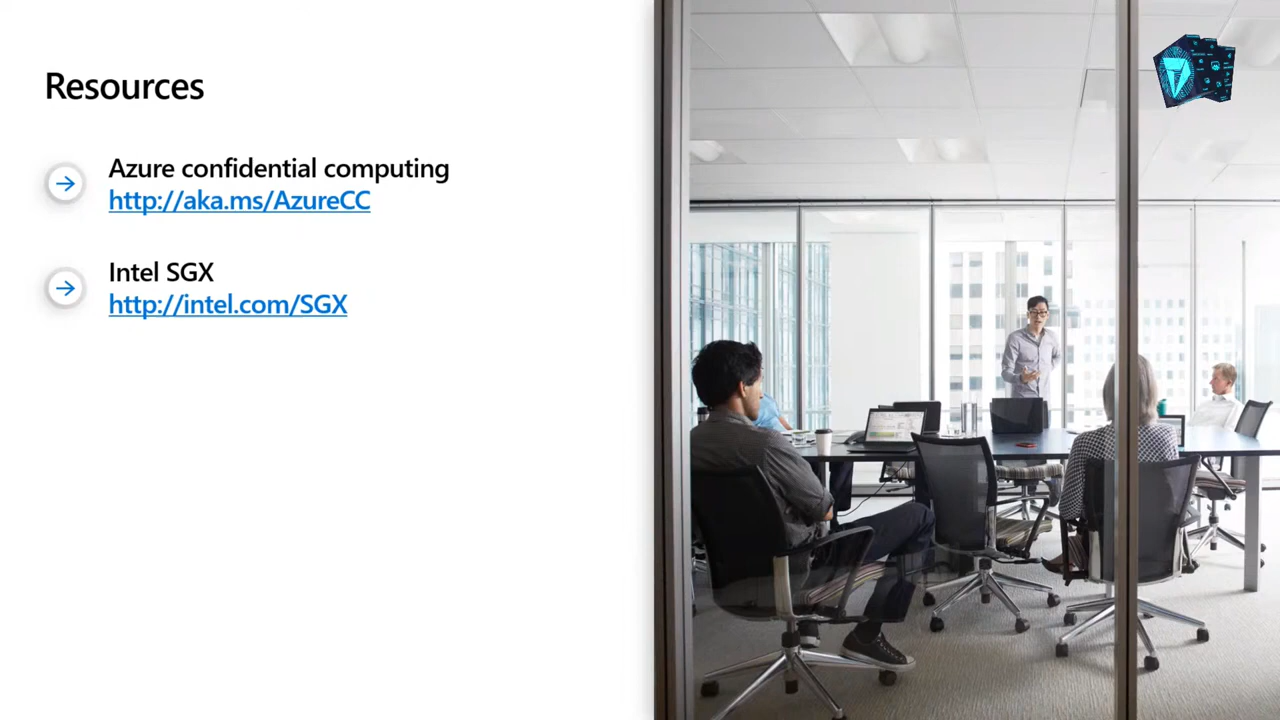 Resources
Azure confidential computing
http://aka.ms/AzureCC
Intel SGX
http://intel.com/SGX